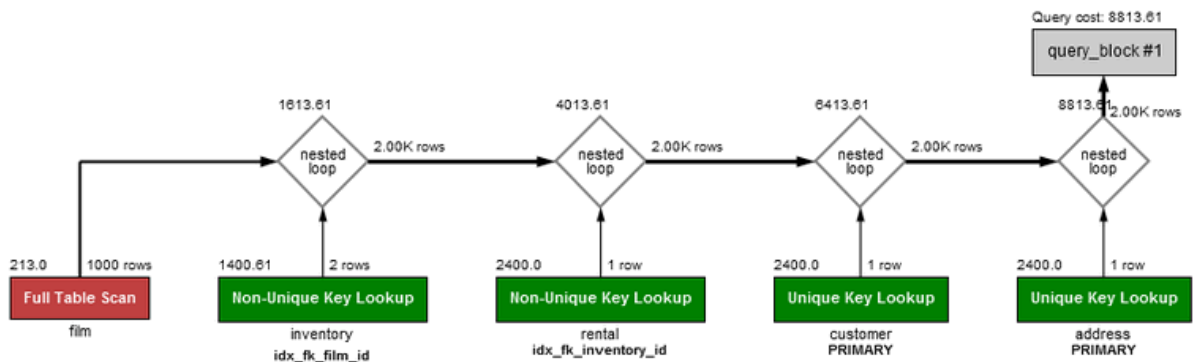 Query cost: 8813.61
query_block #1
1613.61
4013.61
6413.61
8813.61
2.00K rows
nested loop
2.00K rows
nested loop
2.00K rows
nested loop
2.00K rows
nested loop
213.0 1000 rows
1400.61 2 rows
2400.0 1 row
2400.0 1 row
2400.0 1 row
Full Table Scan
Non-Unique Key Lookup
Non-Unique Key Lookup
Unique Key Lookup
Unique Key Lookup
film
inventory
rental
customer
address
idx_fk_film_id
idx_fk_inventory_id
PRIMARY
PRIMARY